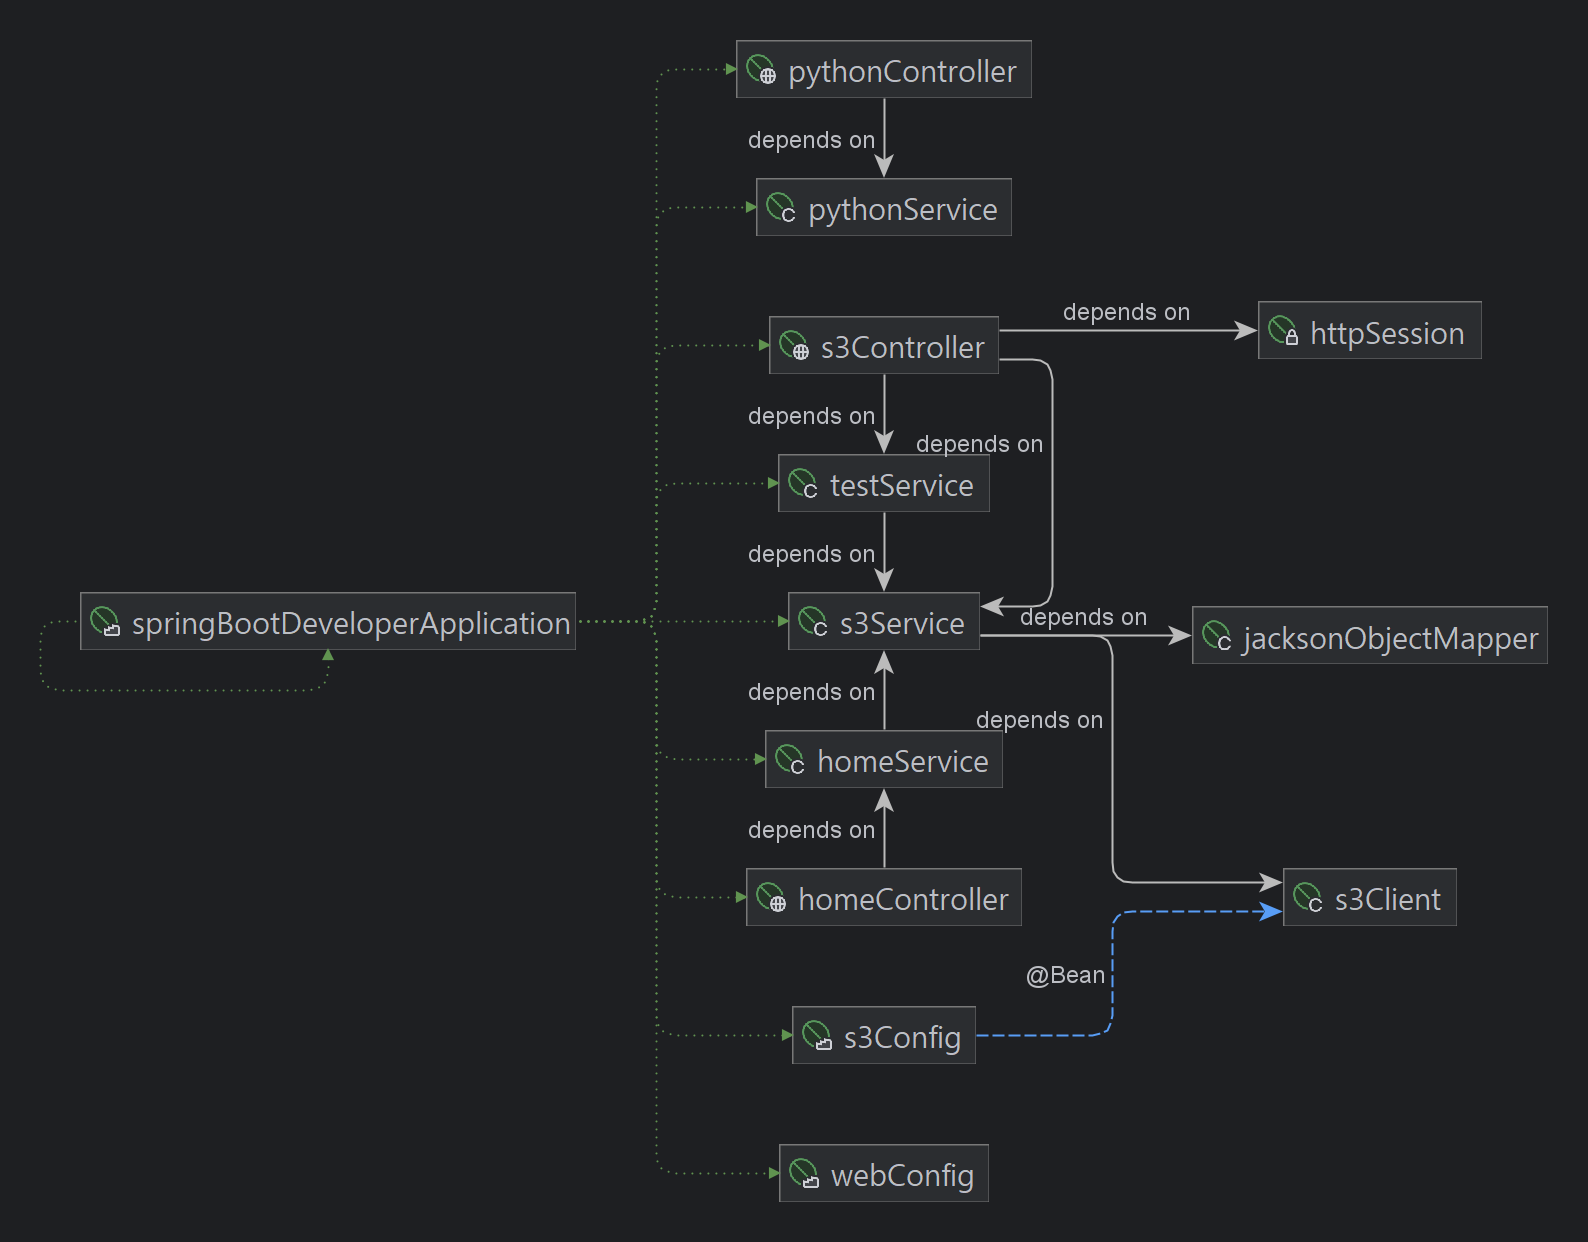 pythonController
depends on
pythonService
depends on
httpSession
s3Controller
depends on
depends on
testService
depends on
springBootDeveloperApplication
s3Service
depends on
jacksonObjectMapper
depends on
depends on
homeService
depends on
homeController
s3Client
@Bean
s3Config
webConfig